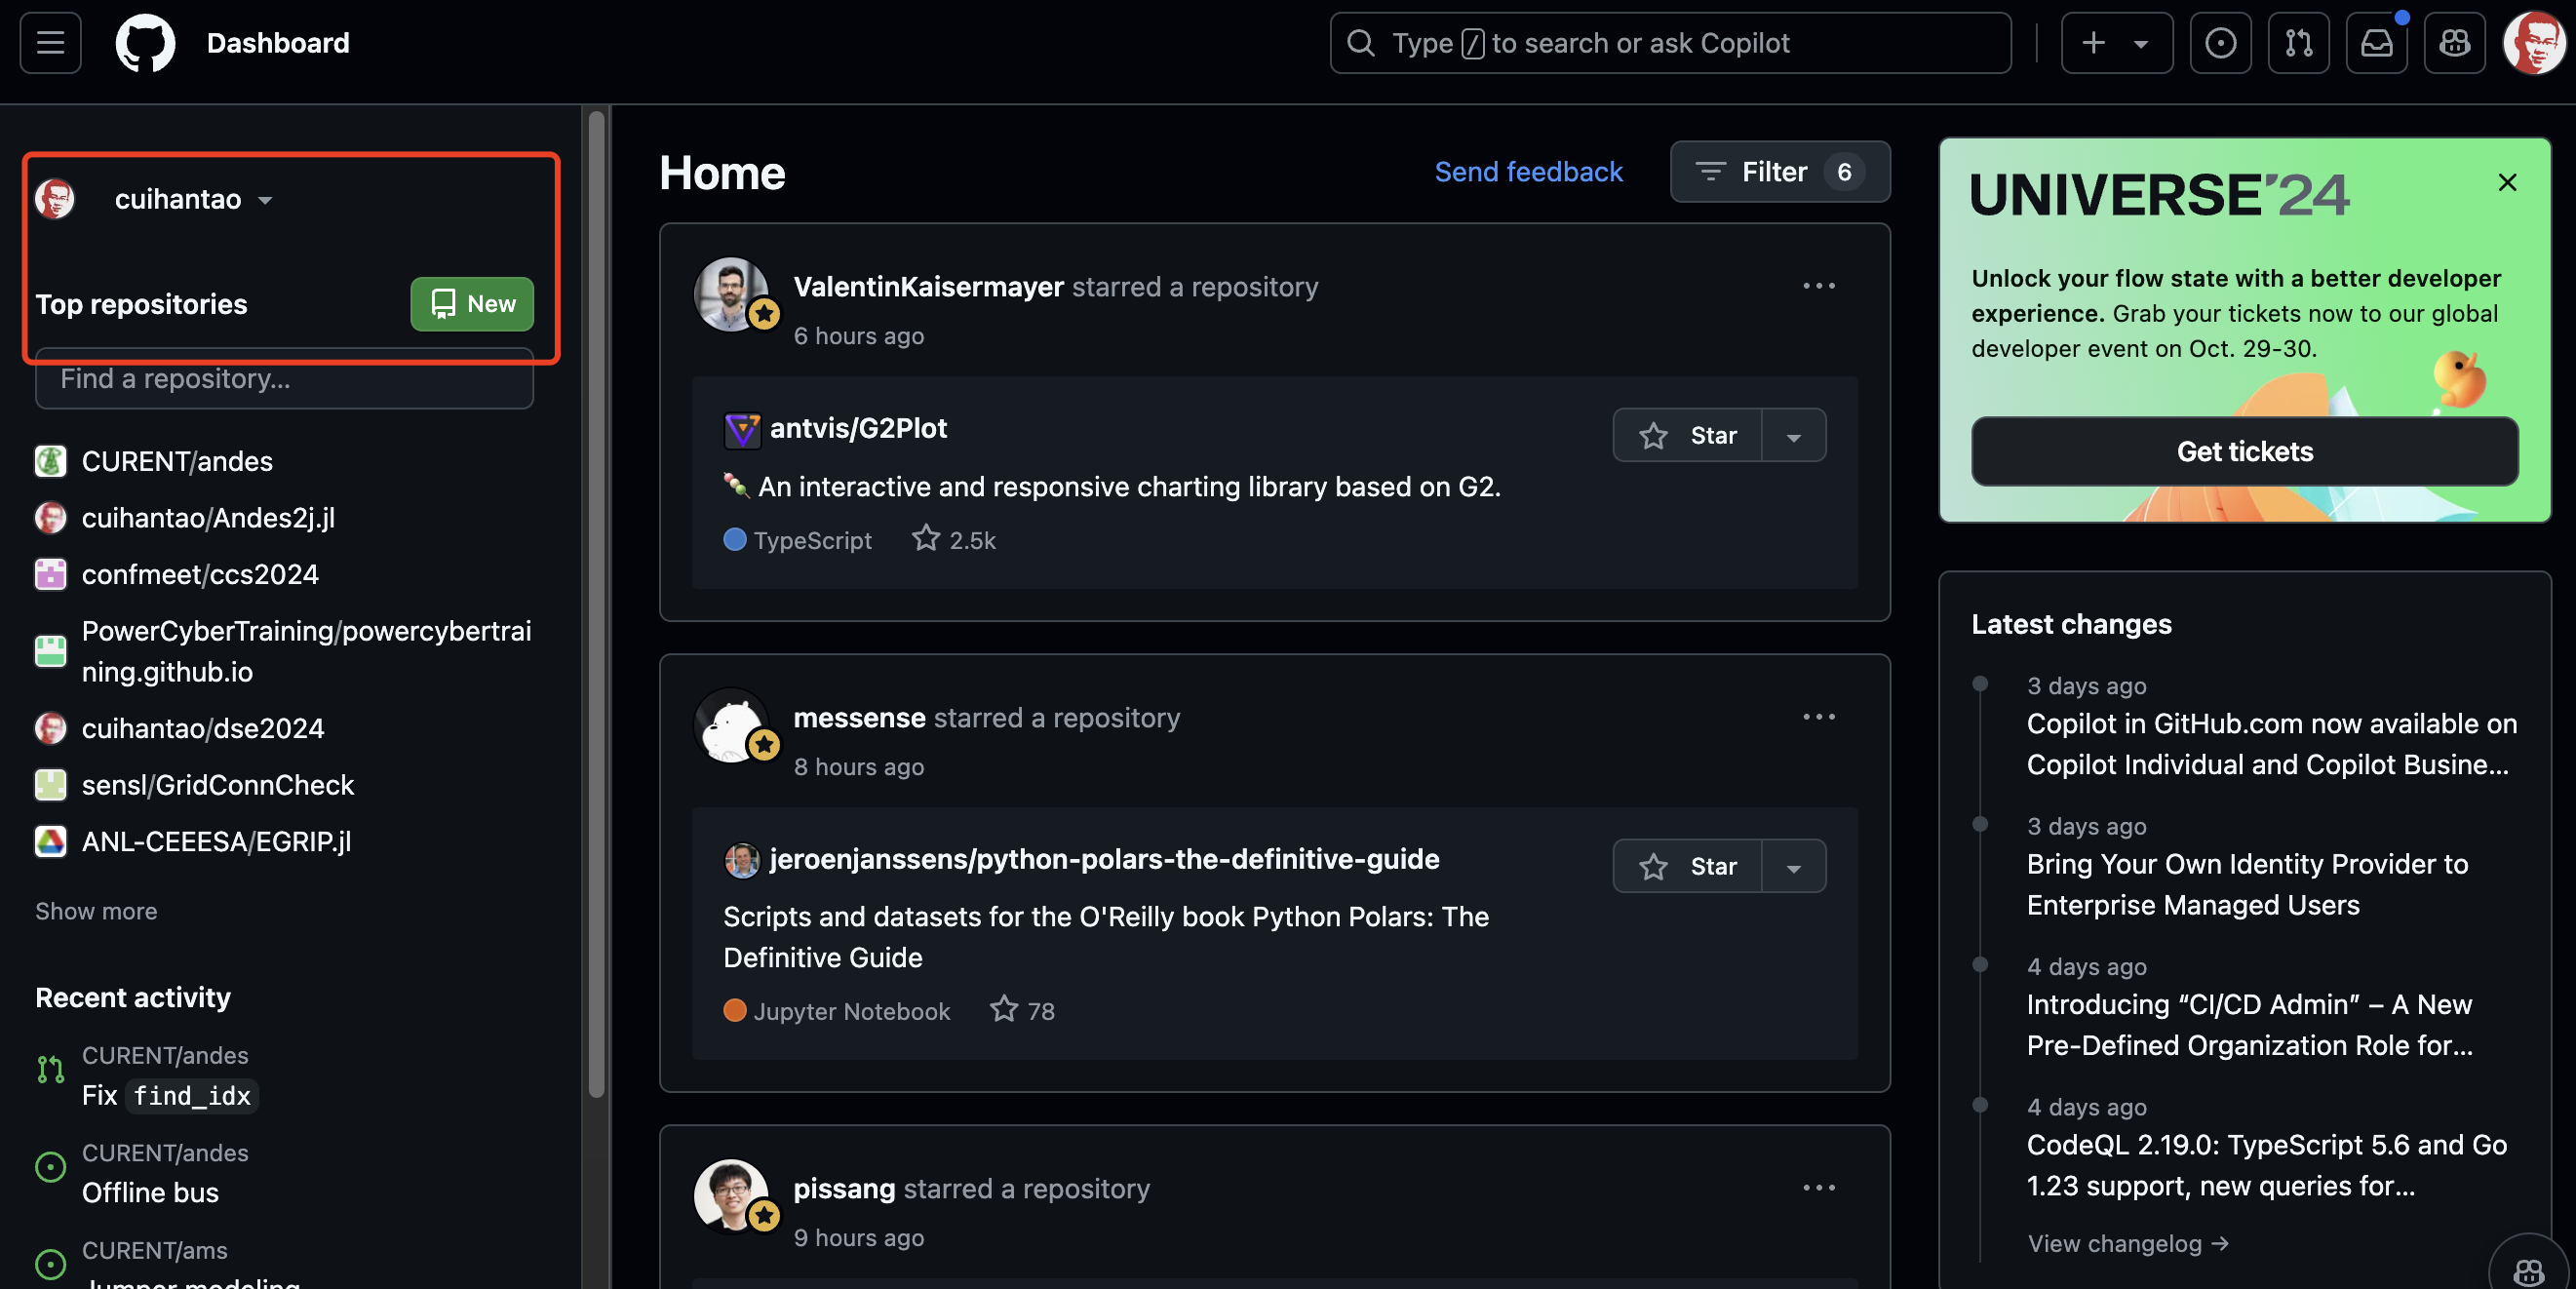 Dashboard
Type / to search or ask Copilot
cuihantao
Top repositories
New
Find a repository...
CURENT/andes
cuihantao/Andes2j.jl
confmeet/ccs2024
PowerCyberTraining/powercybertrai
ning.github.io
cuihantao/dse2024
sensl/GridConnCheck
ANL-CEEESA/EGRIP.jl
Show more
Recent activity
CURENT/andes
Fix find_idx
CURENT/andes
Offline bus
CURENT/ams
Jumper modeling
Home
Send feedback
Filter 6
ValentinKaisermayer starred a repository
6 hours ago
antvis/G2Plot
Star
🍡 An interactive and responsive charting library based on G2.
TypeScript 2.5k
messense starred a repository
8 hours ago
jeroenjanssens/python-polars-the-definitive-guide
Star
Scripts and datasets for the O'Reilly book Python Polars: The
Definitive Guide
Jupyter Notebook 78
pissang starred a repository
9 hours ago
UNIVERSE'24
Unlock your flow state with a better developer
experience. Grab your tickets now to our global
developer event on Oct. 29-30.
Get tickets
Latest changes
3 days ago
Copilot in GitHub.com now available on
Copilot Individual and Copilot Busine...
3 days ago
Bring Your Own Identity Provider to
Enterprise Managed Users
4 days ago
Introducing “CI/CD Admin” – A New
Pre-Defined Organization Role for...
4 days ago
CodeQL 2.19.0: TypeScript 5.6 and Go
1.23 support, new queries for...
View changelog →